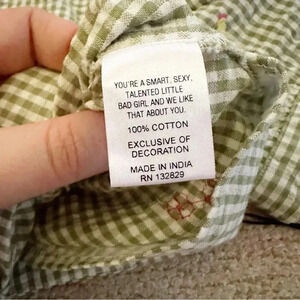 YOU'RE A SMART, SEXY,
TALENTED LITTLE
BAD GIRL AND WE LIKE
THAT ABOUT YOU.
100% COTTON
EXCLUSIVE OF
DECORATION
MADE IN INDIA
RN 132829